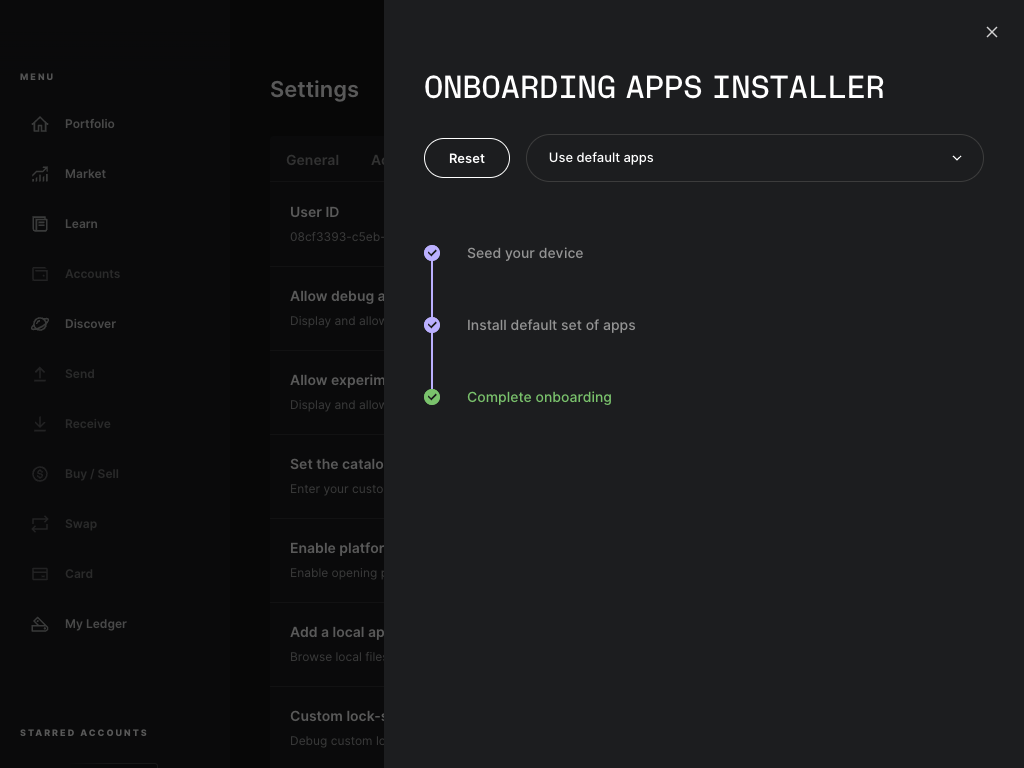 MENU
Portfolio
Market
Learn
Accounts
Discover
Send
Receive
Buy / Sell
Swap
Card
My Ledger
STARRED ACCOUNTS
Settings
General
User ID
08cf3393-c5eb-
Allow debug a
Display and allow
Allow experim
Display and allow
Set the catalo
Enter your custo
Enable platfor
Enable opening p
Add a local ap
Browse local files
Custom lock-s
Debug custom lo
ONBOARDING APPS INSTALLER
Reset
Use default apps
Seed your device
Install default set of apps
Complete onboarding